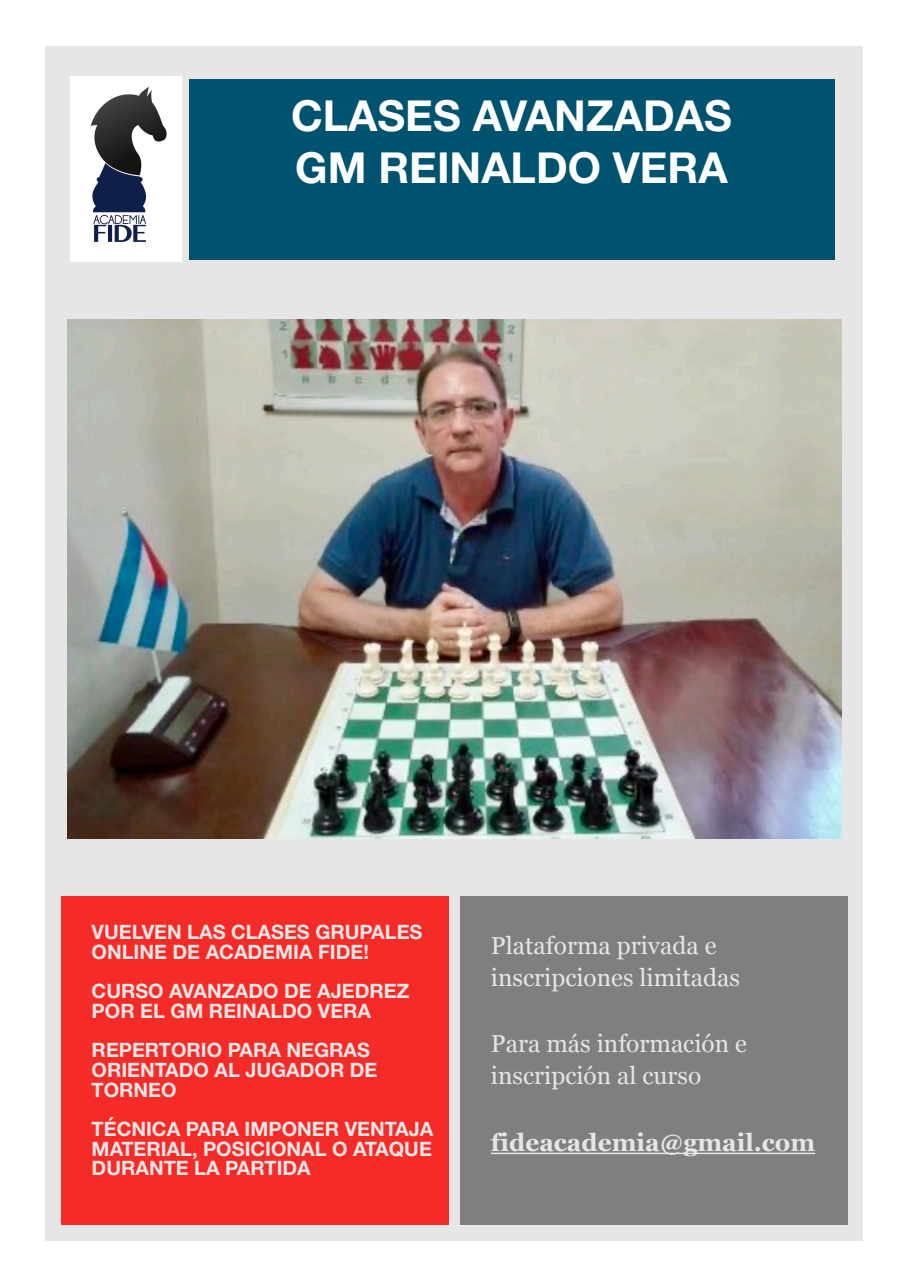 CLASES AVANZADAS
GM REINALDO VERA
ACADEMIA
FIDE
2 2
1 1
a b c d e
VUELVEN LAS CLASES GRUPALES
ONLINE DE ACADEMIA FIDE!
CURSO AVANZADO DE AJEDREZ
POR EL GM REINALDO VERA
REPERTORIO PARA NEGRAS
ORIENTADO AL JUGADOR DE
TORNEO
TÉCNICA PARA IMPONER VENTAJA
MATERIAL, POSICIONAL O ATAQUE
DURANTE LA PARTIDA
Plataforma privada e
inscripciones limitadas
Para más información e
inscripción al curso
fideacademia@gmail.com